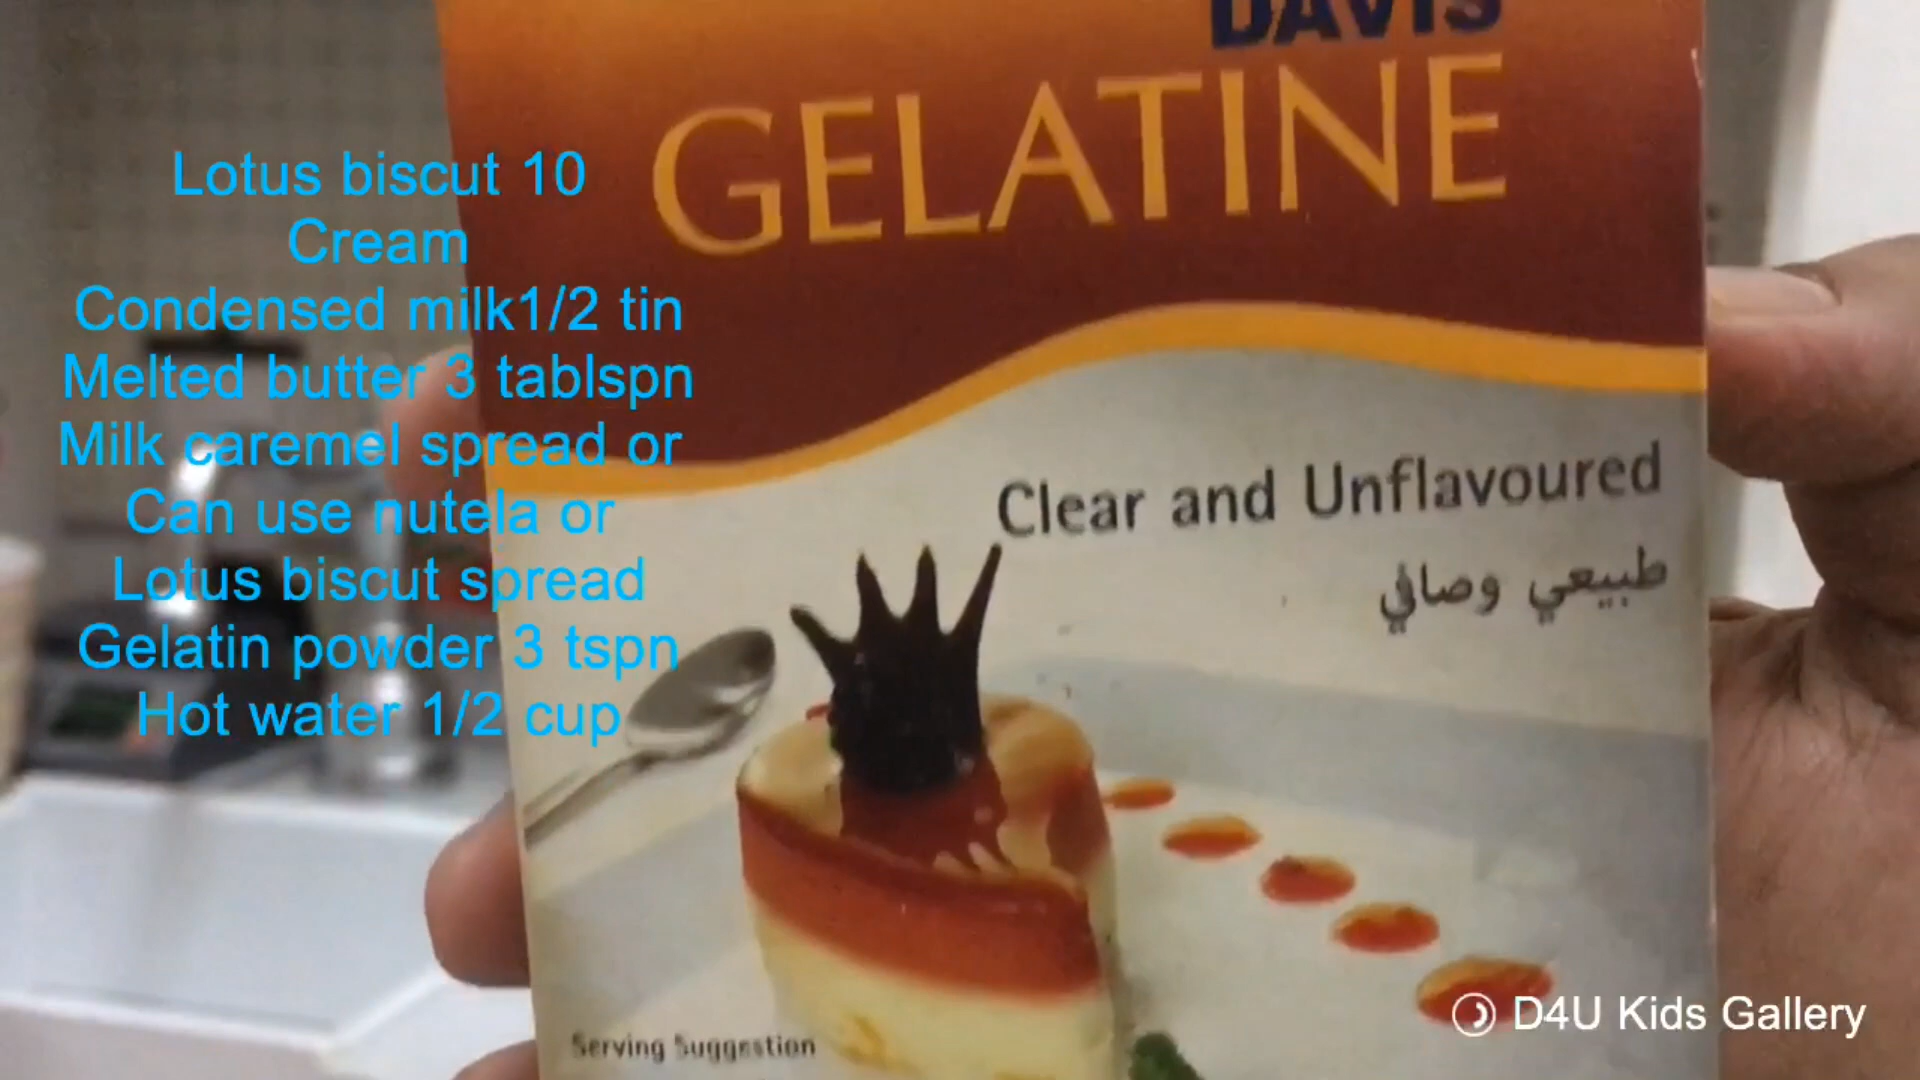 Lotus biscut 10
Cream
Condensed milk1/2 tin
Melted butter 3 tablspn
Milk caremel spread or
Can use nutela or
Lotus biscut spread
Gelatin powder 3 tspn
Hot water 1/2 cup
DAVIS
GELATINE
Clear and Unflavoured
طبيعي وصافي
Serving Suggestion
D4U Kids Gallery